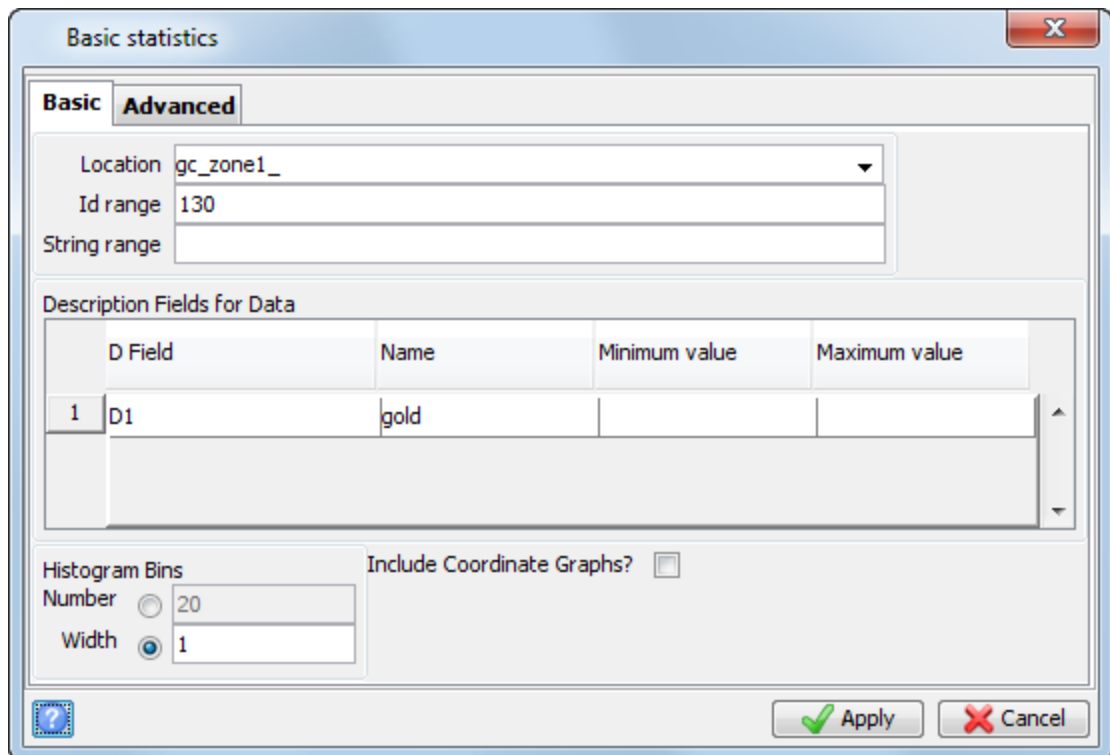 Basic statistics
Basic Advanced
Location gc_zone1_
Id range 130
String range
Description Fields for Data
D Field Name Minimum value Maximum value
1 D1 gold
Histogram Bins Include Coordinate Graphs?
Number 20
Width 1
? Apply Cancel